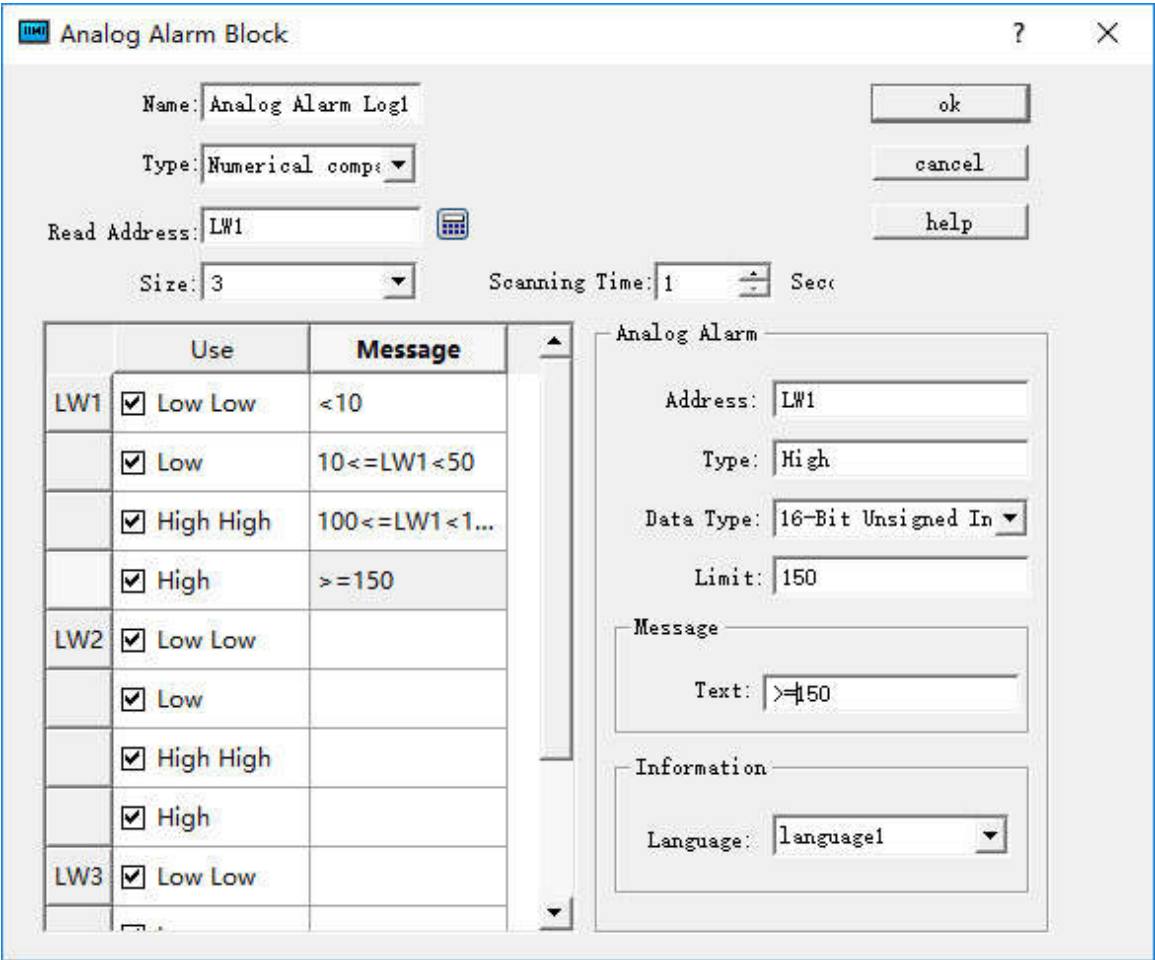 Analog Alarm Block
Name: Analog Alarm Log1
ok
Type: Numerical comp
cancel
Read Address: LW1
help
Size: 3
Scanning Time: 1 Sec
Use Message
LW1 Low Low <10
Low 10<=LW1<50
High High 100<=LW1<1...
High >=150
LW2 Low Low
Low
High High
High
LW3 Low Low
Analog Alarm
Address: LW1
Type: High
Data Type: 16-Bit Unsigned In
Limit: 150
Message
Text: >=150
Information
Language: language1